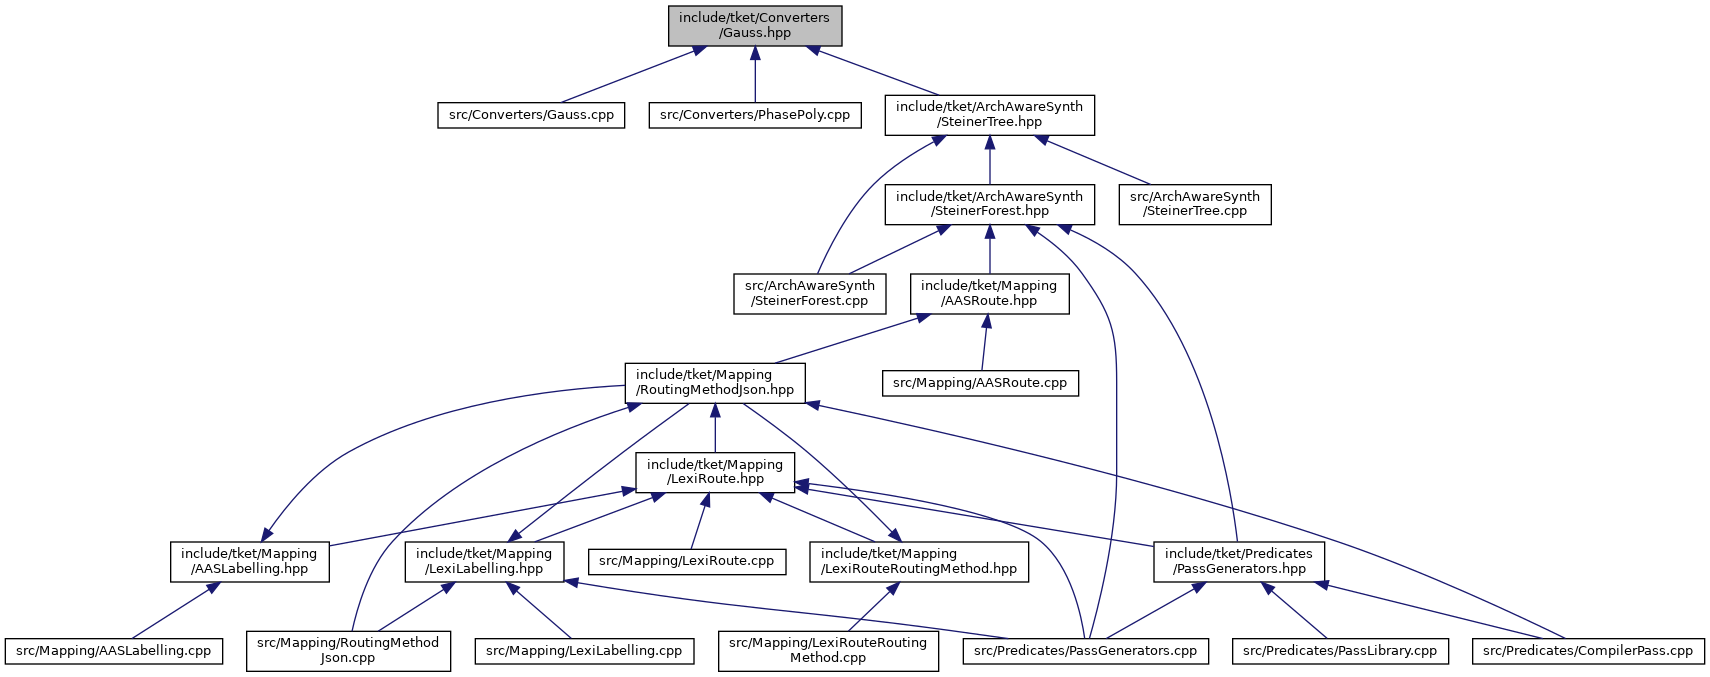 include/tket/Converters
/Gauss.hpp
src/Converters/Gauss.cpp
src/Converters/PhasePoly.cpp
include/tket/ArchAwareSynth
/SteinerTree.hpp
include/tket/ArchAwareSynth
/SteinerForest.hpp
src/ArchAwareSynth
/SteinerTree.cpp
src/ArchAwareSynth
/SteinerForest.cpp
include/tket/Mapping
/AASRoute.hpp
include/tket/Mapping
/RoutingMethodJson.hpp
src/Mapping/AASRoute.cpp
include/tket/Mapping
/LexiRoute.hpp
include/tket/Mapping
/AASLabelling.hpp
include/tket/Mapping
/LexiLabelling.hpp
src/Mapping/LexiRoute.cpp
include/tket/Mapping
/LexiRouteRoutingMethod.hpp
include/tket/Predicates
/PassGenerators.hpp
src/Mapping/AASLabelling.cpp
src/Mapping/RoutingMethod
Json.cpp
src/Mapping/LexiLabelling.cpp
src/Mapping/LexiRouteRouting
Method.cpp
src/Predicates/PassGenerators.cpp
src/Predicates/PassLibrary.cpp
src/Predicates/CompilerPass.cpp